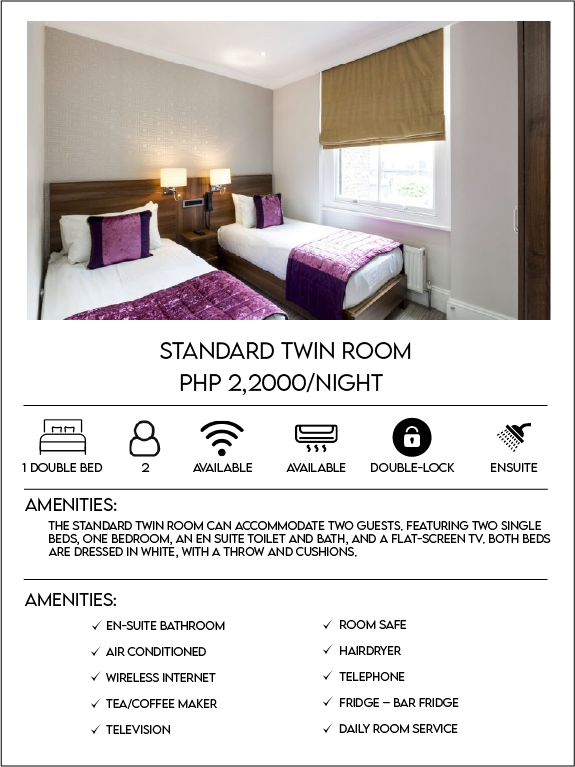 STANDARD TWIN ROOM
PHP 2,2000/NIGHT
1 DOUBLE BED
2
AVAILABLE
AVAILABLE
DOUBLE-LOCK
ENSUITE
AMENITIES:
THE STANDARD TWIN ROOM CAN ACCOMMODATE TWO GUESTS. FEATURING TWO SINGLE
BEDS, ONE BEDROOM, AN EN SUITE TOILET AND BATH, AND A FLAT-SCREEN TV. BOTH BEDS
ARE DRESSED IN WHITE, WITH A THROW AND CUSHIONS.
AMENITIES:
✓ EN-SUITE BATHROOM
✓ AIR CONDITIONED
✓ WIRELESS INTERNET
✓ TEA/COFFEE MAKER
✓ TELEVISION
✓ ROOM SAFE
✓ HAIRDRYER
✓ TELEPHONE
✓ FRIDGE – BAR FRIDGE
✓ DAILY ROOM SERVICE